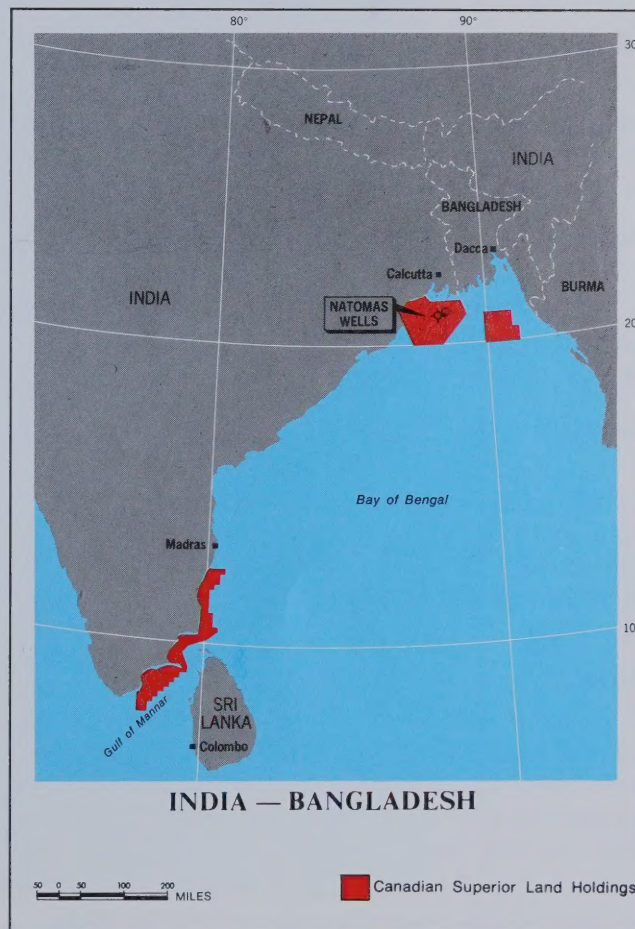 80°
90°
30
NEPAL
INDIA
BANGLADESH
Dacca
Calcutta
BURMA
INDIA
NATOMAS
WELLS
20
Bay of Bengal
Madras
10
SRI
LANKA
Gulf of Mannar
Colombo
INDIA — BANGLADESH
50 0 50 100 200
MILES
Canadian Superior Land Holdings